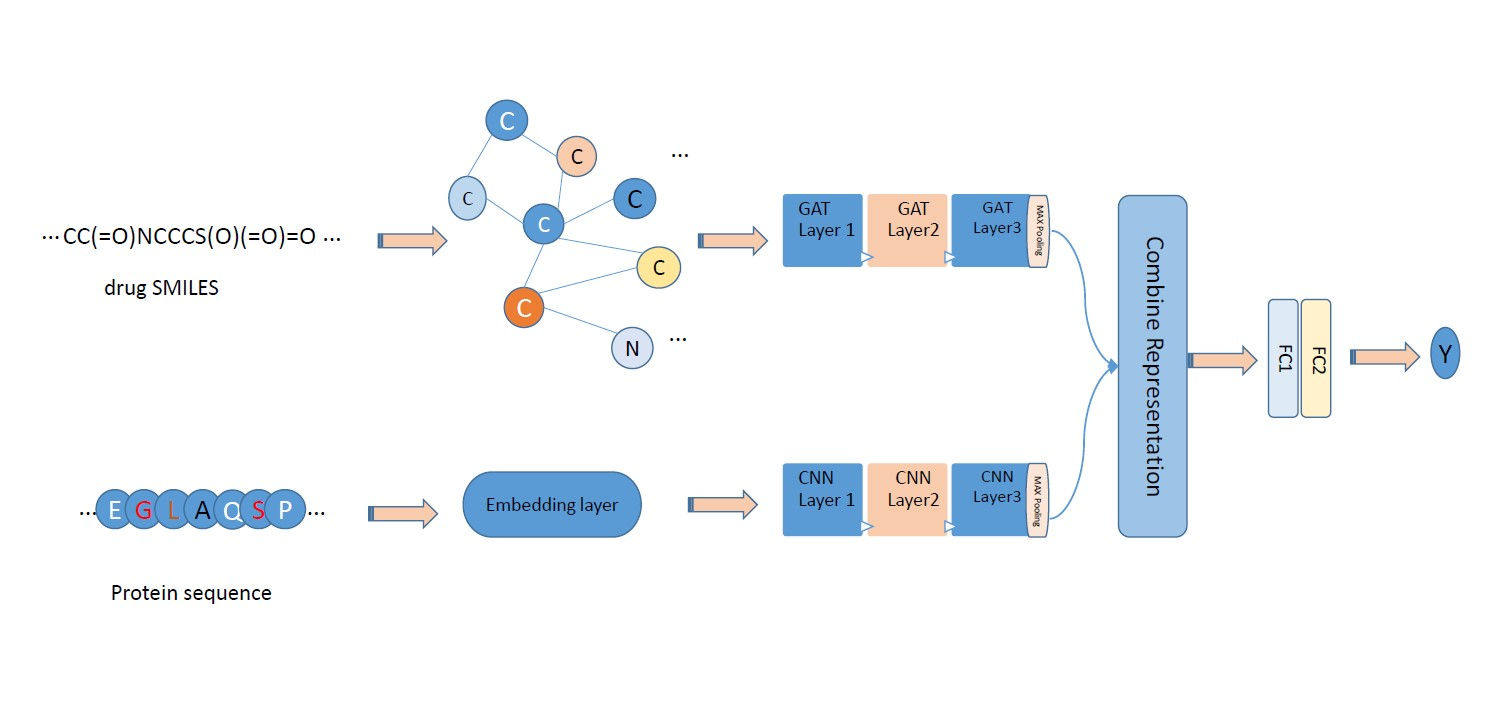 ··· CC(=O)NCCCS(O)(=O)=O ···
drug SMILES
C
C
C
C
C
C
C
N
···
···
GAT
Layer 1
GAT
Layer2
GAT
Layer3
MAX Pooling
··· E G L A Q S P ···
Protein sequence
Embedding layer
CNN
Layer 1
CNN
Layer2
CNN
Layer3
MAX Pooling
Combine Representation
FC1
FC2
Y